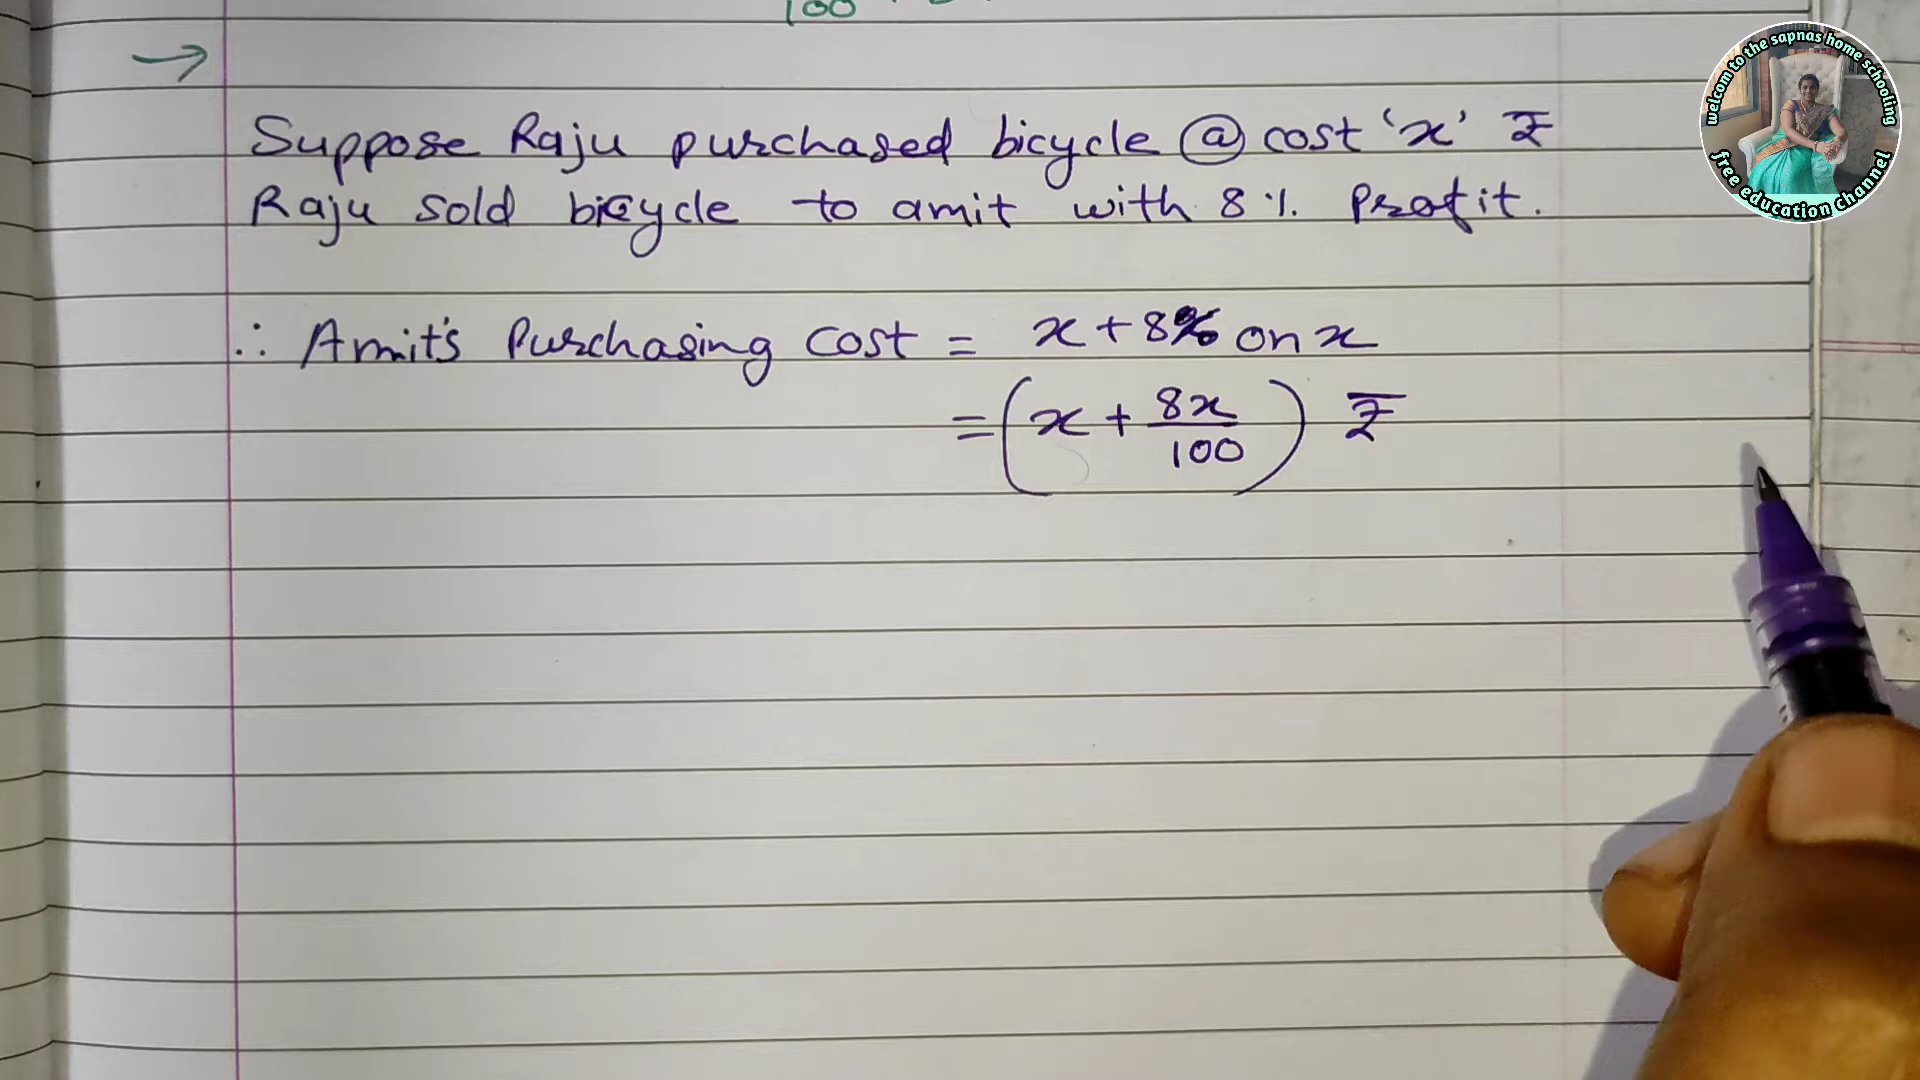 100
→
Suppose Raju purchased bicycle @ cost 'x' ₹
Raju sold bicycle to amit with 8 % Profit.
∴ Amit's Purchasing Cost = x + 8% on x
= (x + 8x/100) ₹
welcom to the sapnas home schooling
free education channel